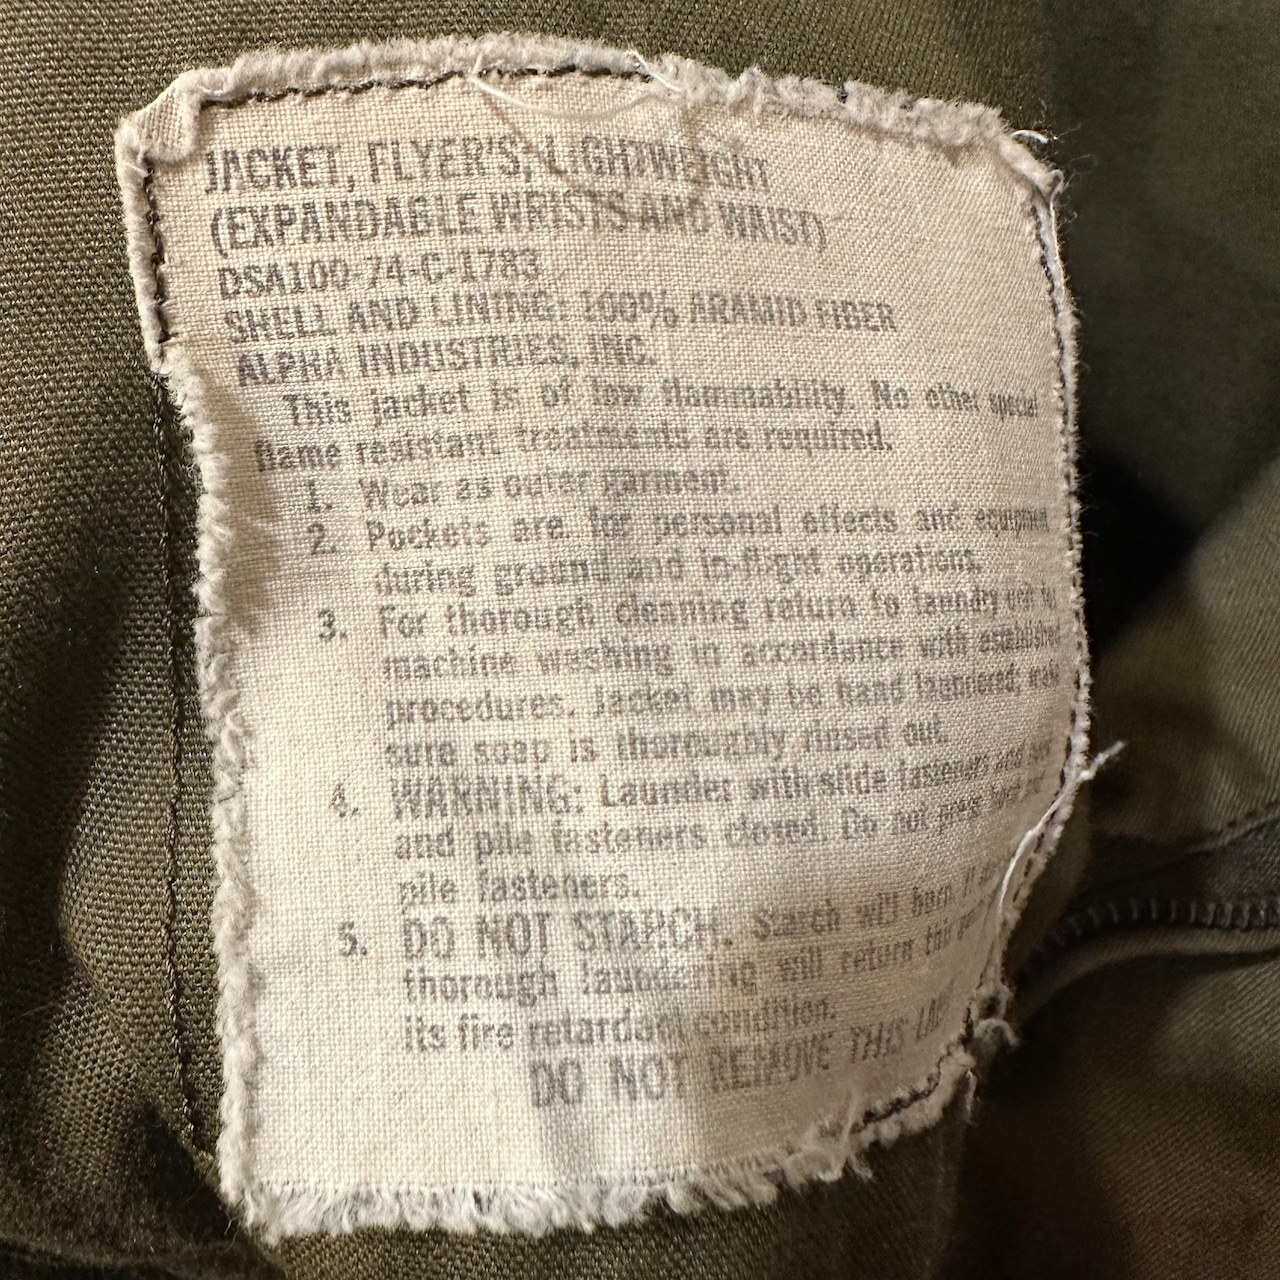 JACKET, FLYER'S, LIGHTWEIGHT
(EXPANDABLE WRISTS AND WAIST)
DSA100-74-C-1783
SHELL AND LINING: 100% ARAMID FIBER
ALPHA INDUSTRIES, INC.
This jacket is of low flammability. No other special
flame resistant treatments are required.
1. Wear as outer garment.
2. Pockets are for personal effects and equipment
during ground and in-flight operations.
3. For thorough cleaning return to laundry
machine washing in accordance with established
procedures. Jacket may be hand laundered; make
sure soap is thoroughly rinsed out.
4. WARNING: Launder with slide fasteners and
and pile fasteners closed. Do not press
pile fasteners.
5. DO NOT STARCH. Starch will burn.
thorough laundering will return the
its fire retardant condition.
DO NOT REMOVE THIS